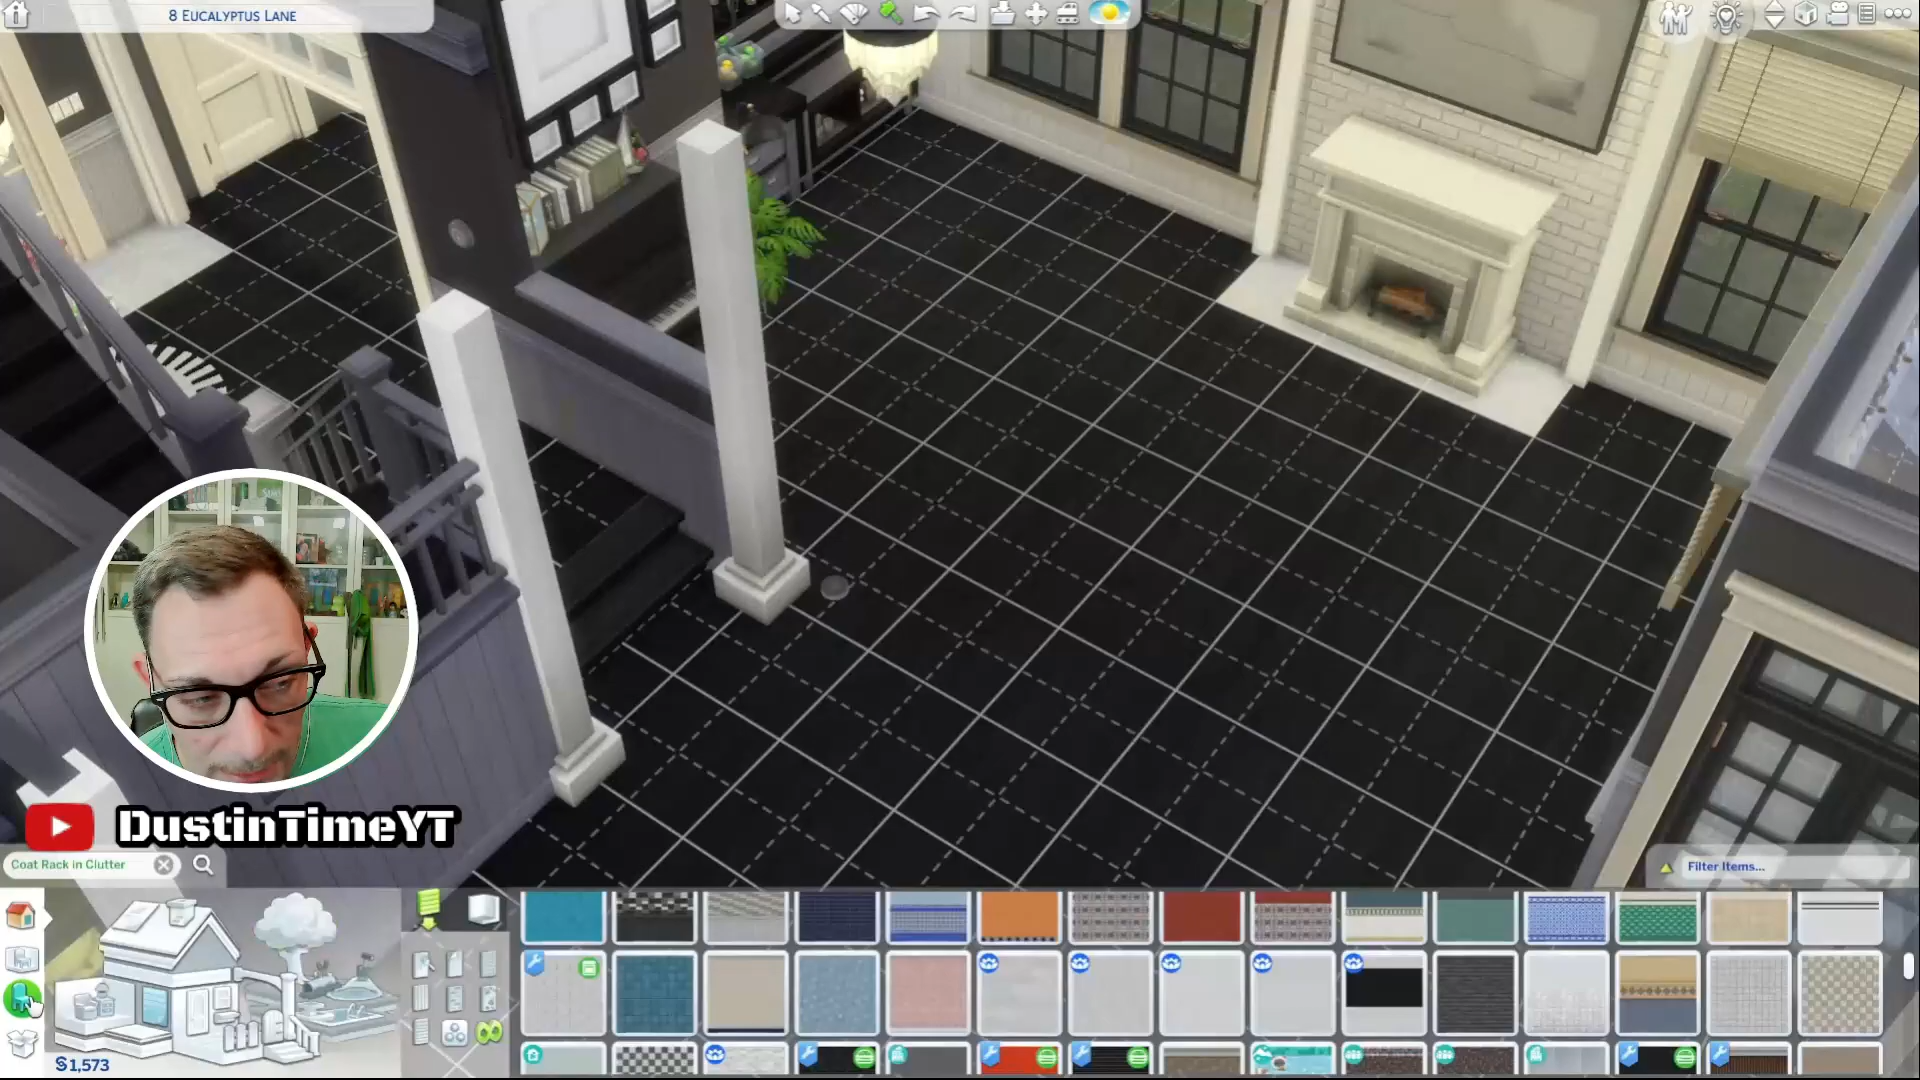 8 EUCALYPTUS LANE
DustinTimeYT
Coat Rack in Clutter
Filter Items...
§1,573